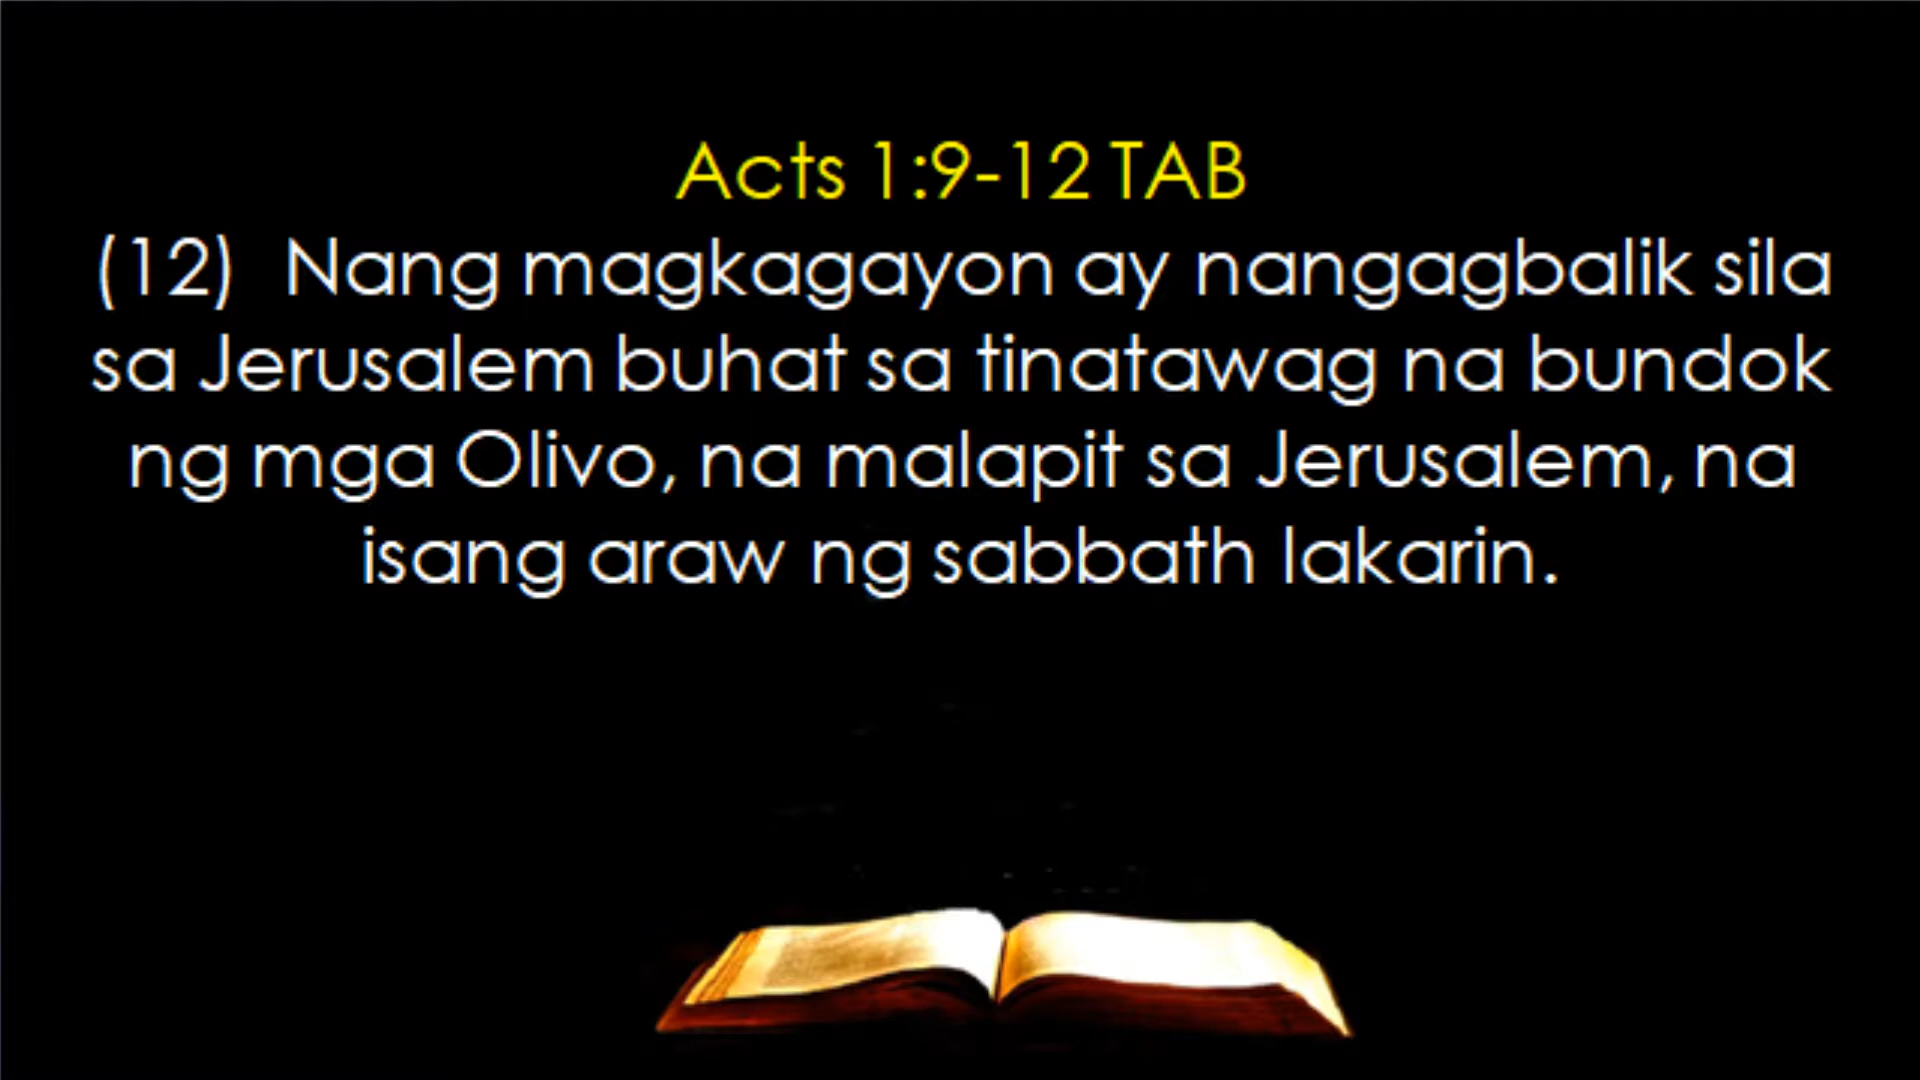 Acts 1:9-12 TAB
(12) Nang magkagayon ay nangagbalik sila
sa Jerusalem buhat sa tinatawag na bundok
ng mga Olivo, na malapit sa Jerusalem, na
isang araw ng sabbath lakarin.